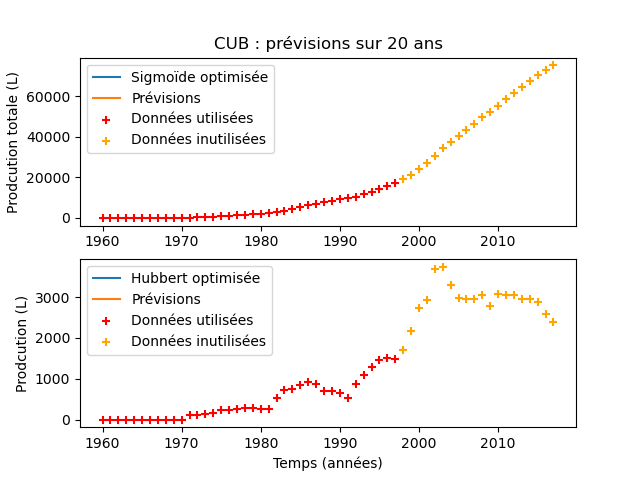 CUB : prévisions sur 20 ans
Prodcution totale (L)
60000
40000
20000
0
Sigmoïde optimisée
Prévisions
Données utilisées
Données inutilisées
1960 1970 1980 1990 2000 2010
Prodcution (L)
3000
2000
1000
0
Hubbert optimisée
Prévisions
Données utilisées
Données inutilisées
1960 1970 1980 1990 2000 2010
Temps (années)